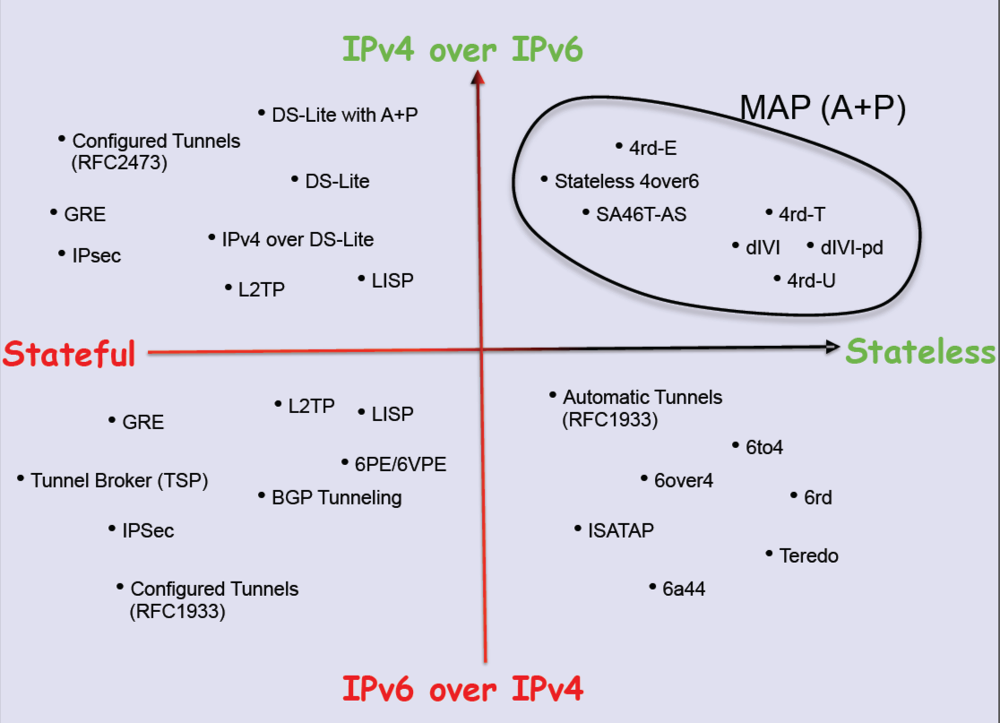 IPv4 over IPv6
MAP (A+P)
• DS-Lite with A+P
• Configured Tunnels
(RFC2473)
• DS-Lite
• GRE
• IPv4 over DS-Lite
• IPsec
• L2TP
• LISP
• 4rd-E
• Stateless 4over6
• SA46T-AS
• 4rd-T
• dIVI
• dIVI-pd
• 4rd-U
Stateful
Stateless
• L2TP
• LISP
• GRE
• 6PE/6VPE
• Tunnel Broker (TSP)
• BGP Tunneling
• IPSec
• Configured Tunnels
(RFC1933)
• Automatic Tunnels
(RFC1933)
• 6to4
• 6over4
• 6rd
• ISATAP
• Teredo
• 6a44
IPv6 over IPv4